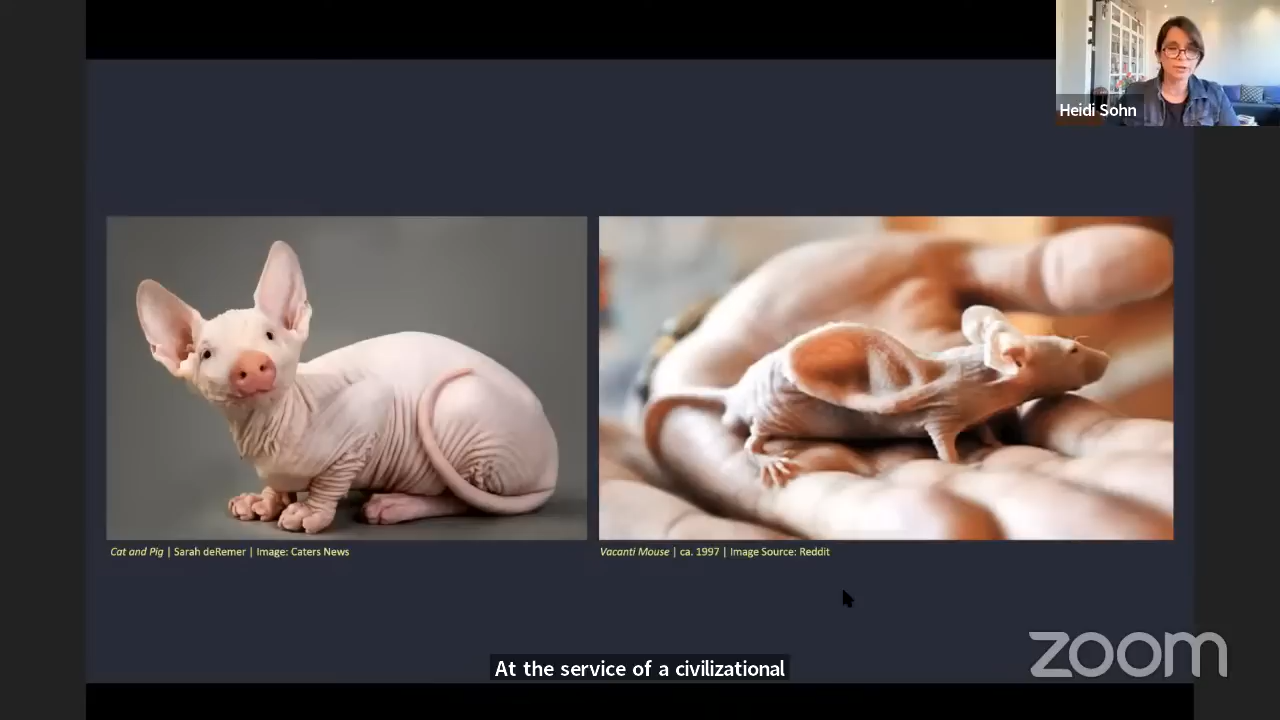 Heidi Sohn
Cat and Pig | Sarah deRemer | Image: Caters News
Vacanti Mouse | ca. 1997 | Image Source: Reddit
At the service of a civilizational
zoom